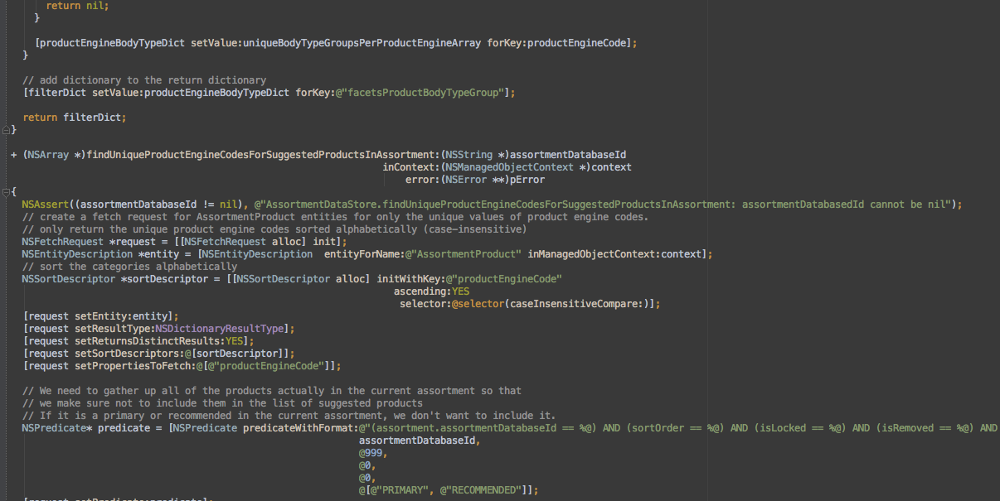 return nil;
}
[productEngineBodyTypeDict setValue:uniqueBodyTypeGroupsPerProductEngineArray forKey:productEngineCode];
}
// add dictionary to the return dictionary
[filterDict setValue:productEngineBodyTypeDict forKey:@"facetsProductBodyTypeGroup"];
return filterDict;
}
+ (NSArray *)findUniqueProductEngineCodesForSuggestedProductsInAssortment:(NSString *)assortmentDatabaseId
inContext:(NSManagedObjectContext *)context
error:(NSError **)pError
{
NSAssert((assortmentDatabaseId != nil), @"AssortmentDataStore.findUniqueProductEngineCodesForSuggestedProductsInAssortment: assortmentDatabasedId cannot be nil");
// create a fetch request for AssortmentProduct entities for only the unique values of product engine codes.
// only return the unique product engine codes sorted alphabetically (case-insensitive)
NSFetchRequest *request = [[NSFetchRequest alloc] init];
NSEntityDescription *entity = [NSEntityDescription  entityForName:@"AssortmentProduct" inManagedObjectContext:context];
// sort the categories alphabetically
NSSortDescriptor *sortDescriptor = [[NSSortDescriptor alloc] initWithKey:@"productEngineCode"
ascending:YES
selector:@selector(caseInsensitiveCompare:)];
[request setEntity:entity];
[request setResultType:NSDictionaryResultType];
[request setReturnsDistinctResults:YES];
[request setSortDescriptors:@[sortDescriptor]];
[request setPropertiesToFetch:@[@"productEngineCode"]];
// We need to gather up all of the products actually in the current assortment so that
// we make sure not to include them in the list of suggested products
// If it is a primary or recommended in the current assortment, we don't want to include it.
NSPredicate* predicate = [NSPredicate predicateWithFormat:@"(assortment.assortmentDatabaseId == %@) AND (sortOrder == %@) AND (isLocked == %@) AND (isRemoved == %@) AND
assortmentDatabaseId,
@999,
@0,
@0,
@[@"PRIMARY", @"RECOMMENDED"]];
[request setPredicate:predicate];